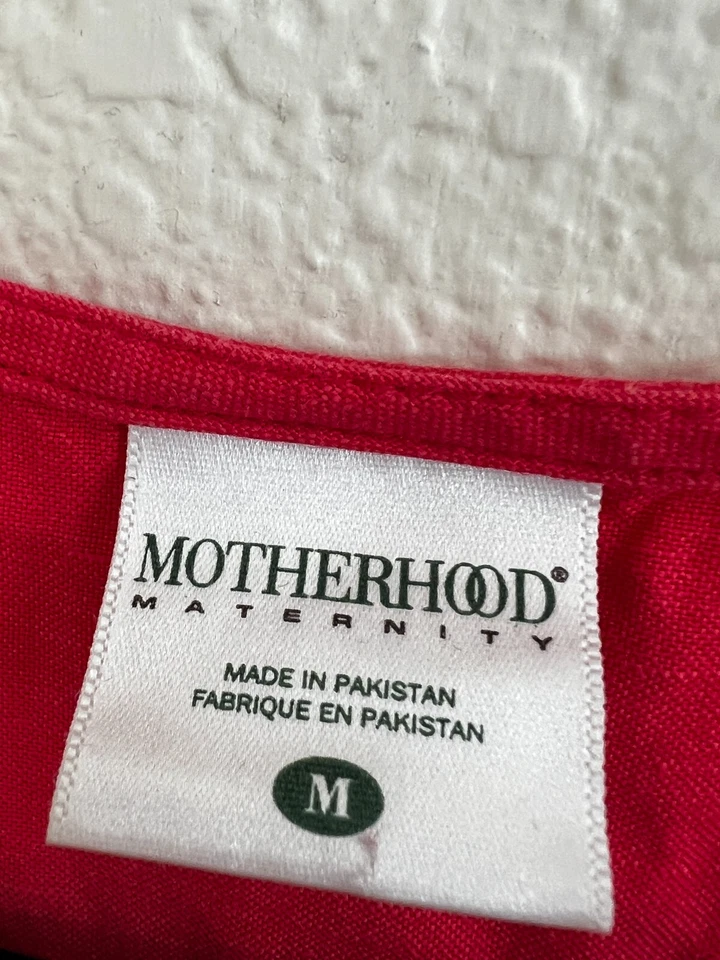 MOTHERHOOD®
MATERNITY
MADE IN PAKISTAN
FABRIQUE EN PAKISTAN
M